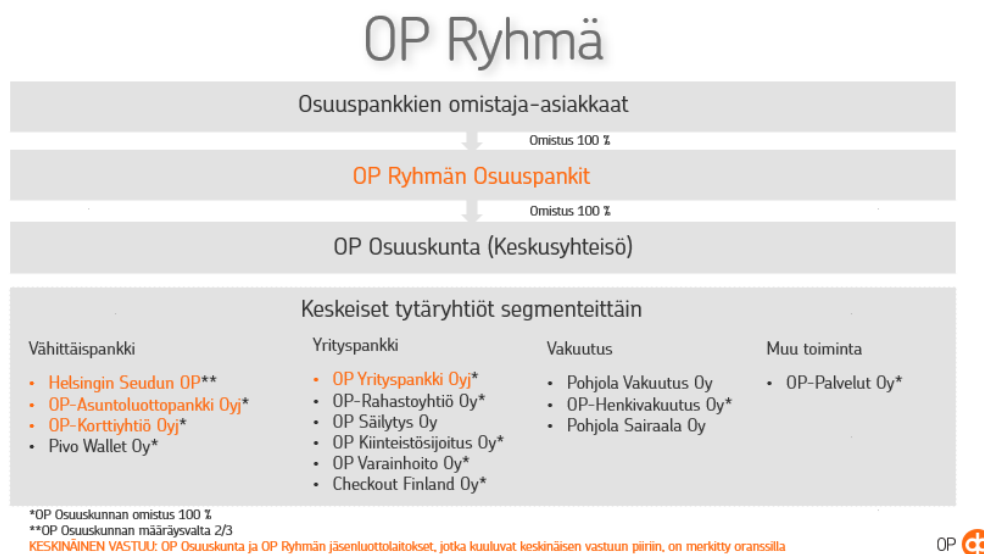 OP Ryhmä
Osuuspankkien omistaja-asiakkaat
Omistus 100 %
OP Ryhmän Osuuspankit
Omistus 100 %
OP Osuuskunta (Keskusyhteisö)
Keskeiset tytäryhtiöt segmenteittäin
Vähittäispankki
• Helsingin Seudun OP**
• OP-Asuntoluottopankki Oyj*
• OP-Korttiyhtiö Oyj*
• Pivo Wallet Oy*
Yrityspankki
• OP Yrityspankki Oyj*
• OP-Rahastoyhtiö Oy*
• OP Säilytys Oy
• OP Kiinteistösijoitus Oy*
• OP Varainhoito Oy*
• Checkout Finland Oy*
Vakuutus
• Pohjola Vakuutus Oy
• OP-Henkivakuutus Oy*
• Pohjola Sairaala Oy
Muu toiminta
• OP-Palvelut Oy*
*OP Osuuskunnan omistus 100 %
**OP Osuuskunnan määräysvalta 2/3
KESKINÄINEN VASTUU: OP Osuuskunta ja OP Ryhmän jäsenluottolaitokset, jotka kuuluvat keskinäisen vastuun piiriin, on merkitty oranssilla
OP